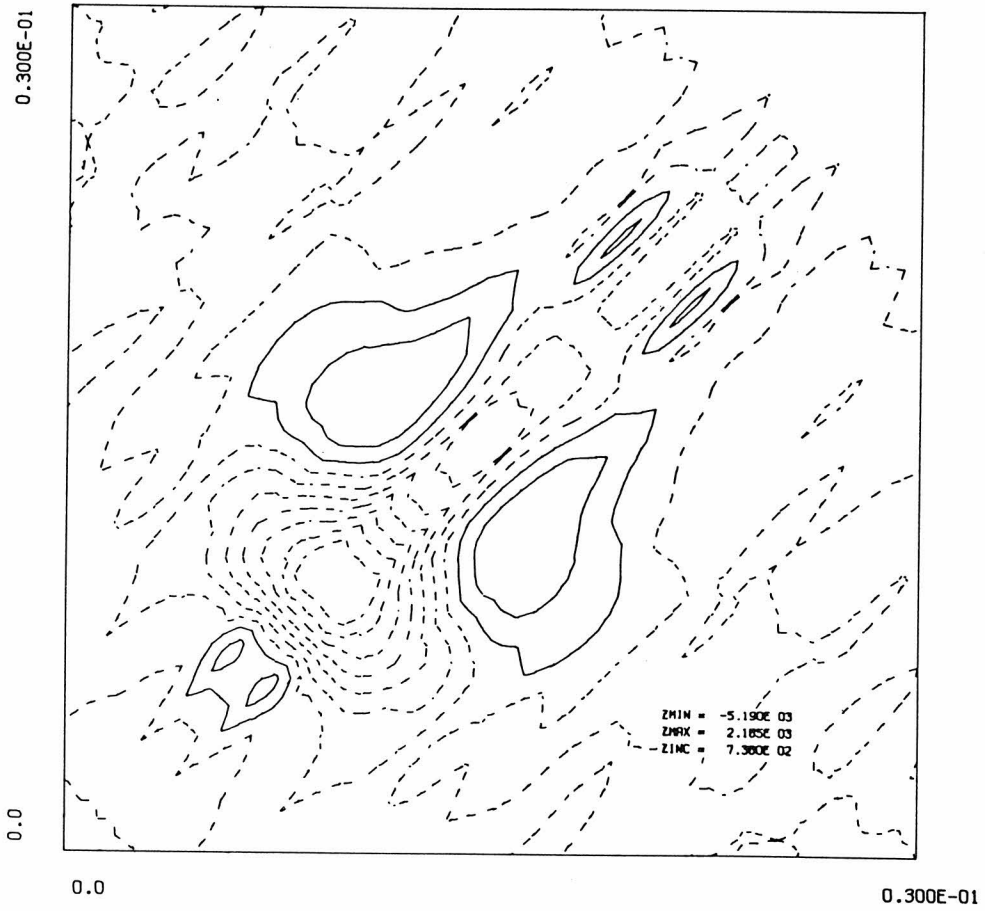 0.300E-01
ZMIN = -5.190E 03
ZMAX = 2.185E 03
ZINC = 7.380E 02
0.0
0.0
0.300E-01